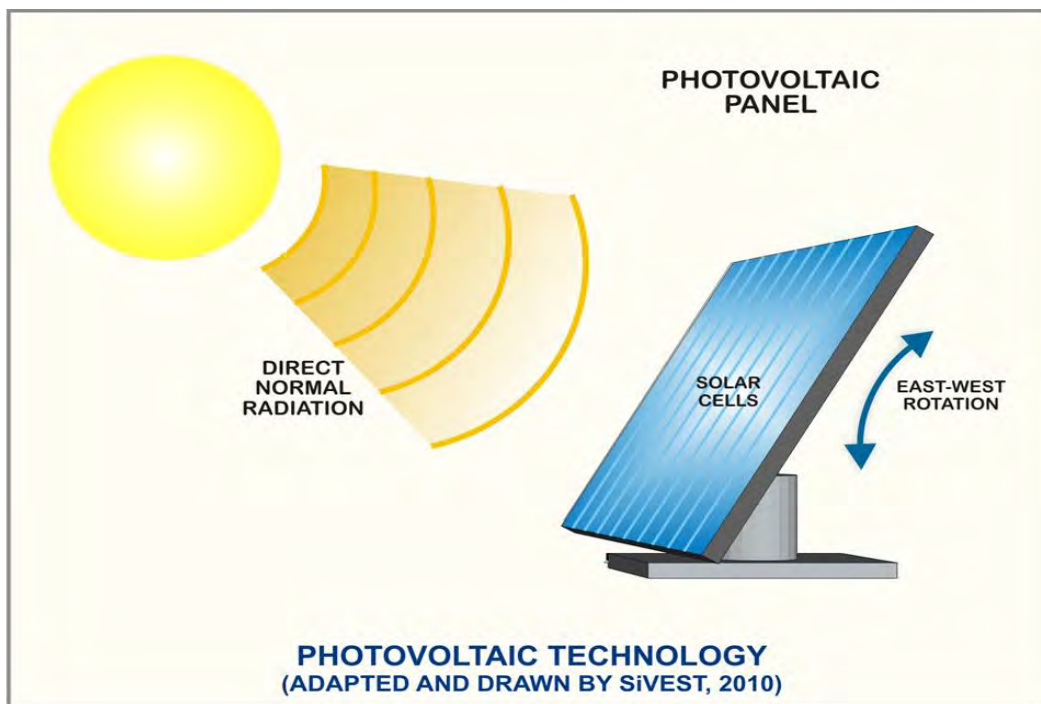 PHOTOVOLTAIC
PANEL
DIRECT
NORMAL
RADIATION
SOLAR
CELLS
EAST-WEST
ROTATION
PHOTOVOLTAIC TECHNOLOGY
(ADAPTED AND DRAWN BY SiVEST, 2010)